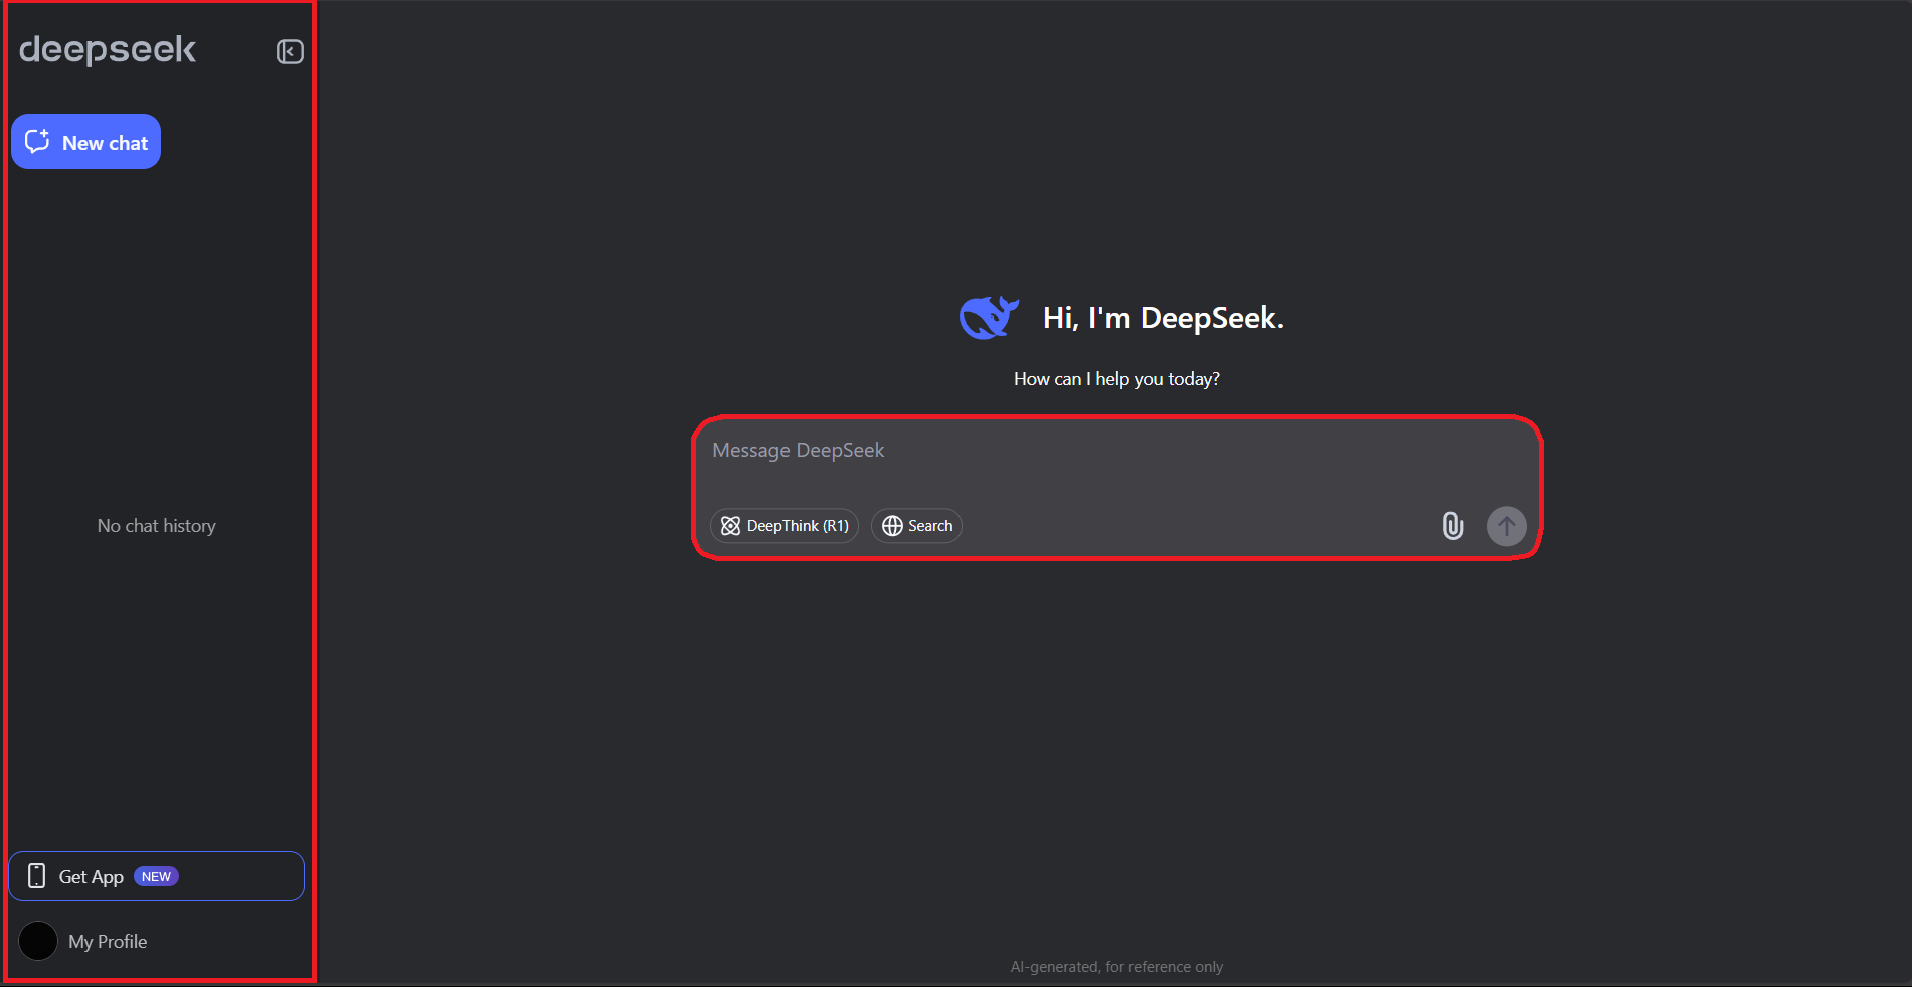 deepseek
New chat
No chat history
Get App NEW
My Profile
Hi, I'm DeepSeek.
How can I help you today?
Message DeepSeek
DeepThink (R1) Search
AI-generated, for reference only